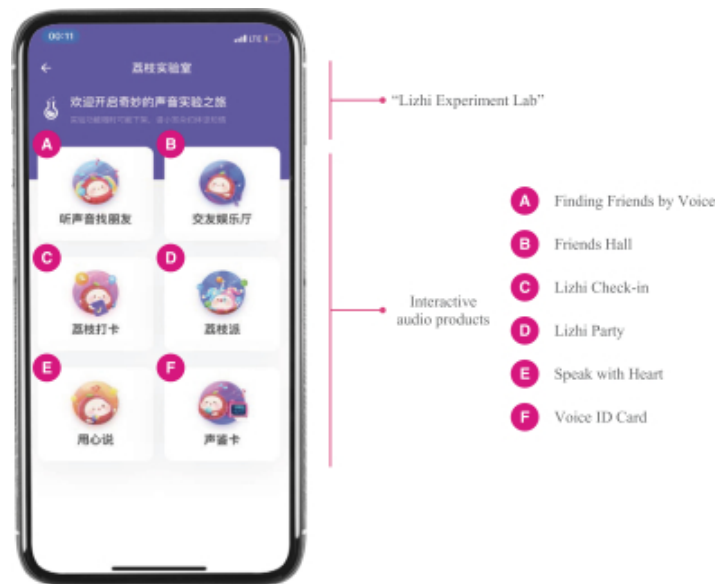 00:11
LTE
荔枝实验室
欢迎开启奇妙的声音实验之旅
A
B
听声音找朋友
交友娱乐厅
C
D
荔枝打卡
荔枝派
E
F
用心说
声鉴卡
“Lizhi Experiment Lab”
Interactive
audio products
A Finding Friends by Voice
B Friends Hall
C Lizhi Check-in
D Lizhi Party
E Speak with Heart
F Voice ID Card